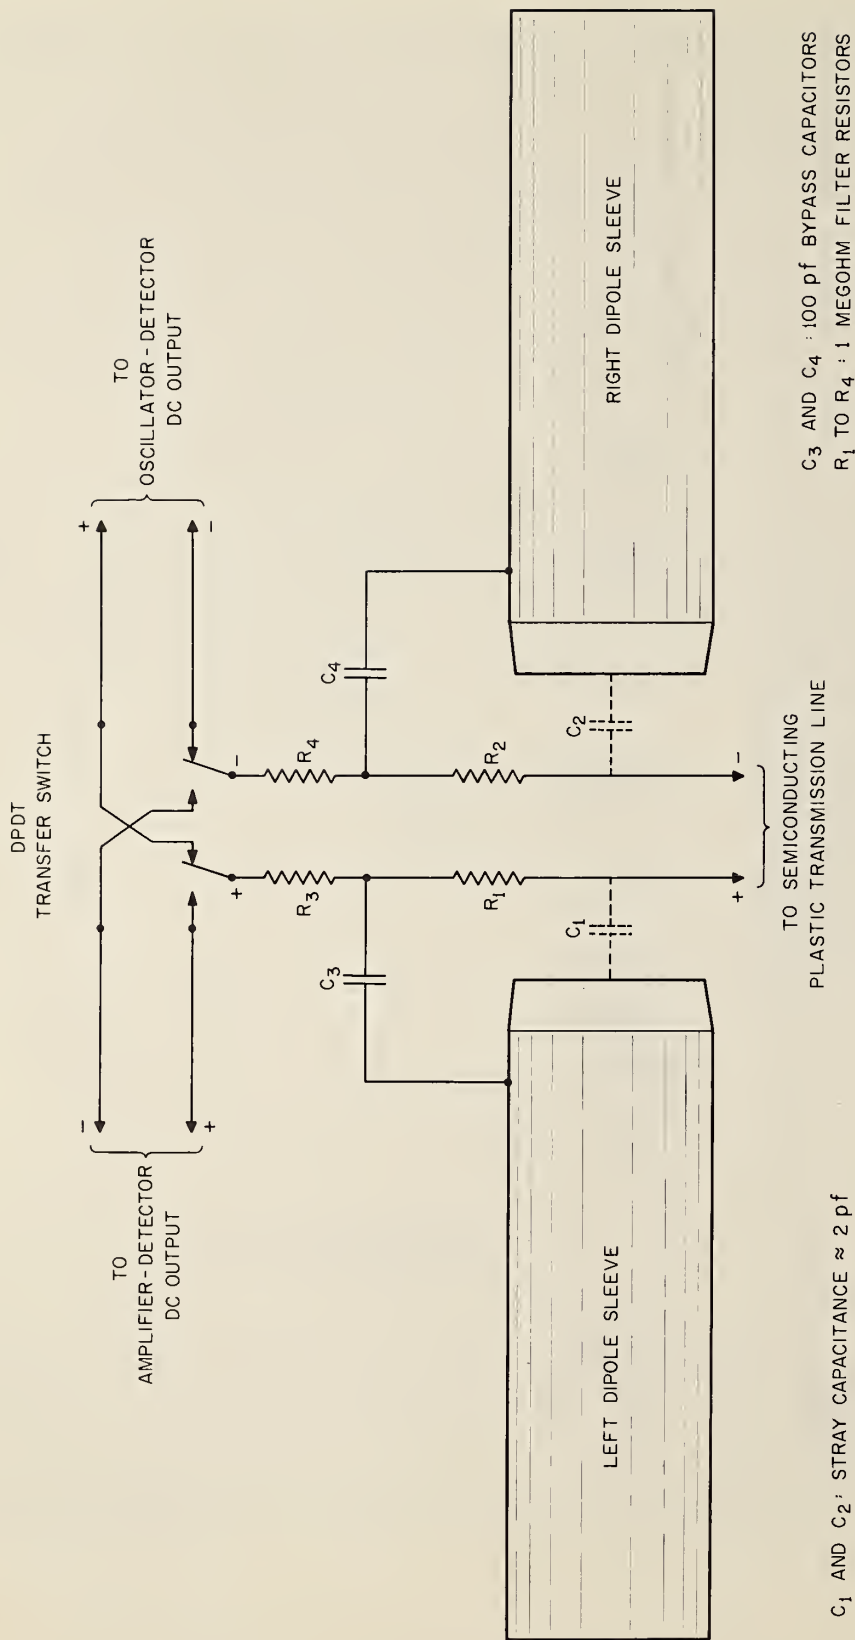 DPDT
TRANSFER SWITCH
TO
AMPLIFIER-DETECTOR
DC OUTPUT
-
+
TO
OSCILLATOR-DETECTOR
DC OUTPUT
+
-
+
-
R3
R4
C3
C4
R1
R2
C1
C2
LEFT DIPOLE SLEEVE
RIGHT DIPOLE SLEEVE
+
-
TO SEMICONDUCTING
PLASTIC TRANSMISSION LINE
C1 AND C2: STRAY CAPACITANCE ≈ 2 pf
C3 AND C4 : 100 pf BYPASS CAPACITORS
R1 TO R4 : 1 MEGOHM FILTER RESISTORS